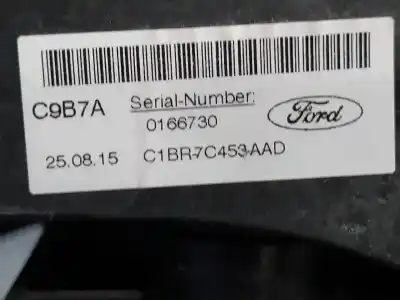 C9B7A Serial-Number: Ford
0166730
25.08.15 C1BR-7C453-AAD